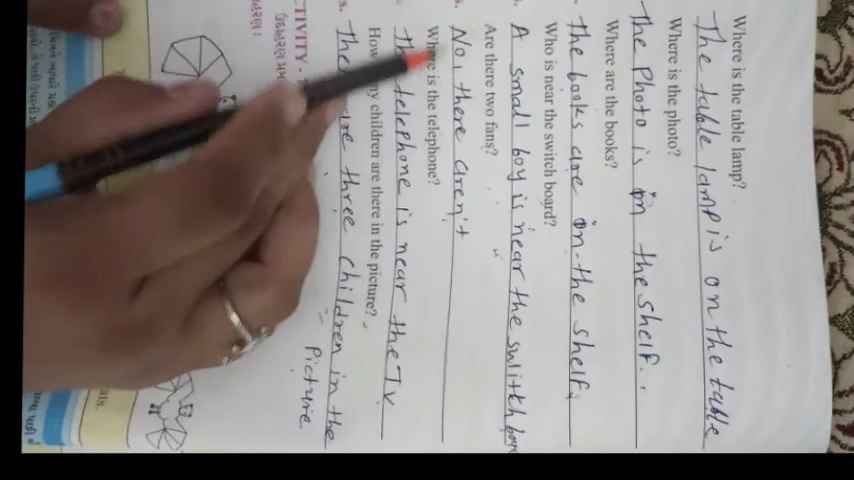 Where is the table lamp?
The table lamp is on the table
Where is the photo?
The Photo is in the shelf..
Where are the books?
The books are in the shelf.
Who is near the switch board?
A small boy is near the switch
Are there two fans?
No, there aren't
Where is the telephone?
The telephone is near the TV
How many children are there in the picture?
There are three children in the
Picture
CTIVITY -